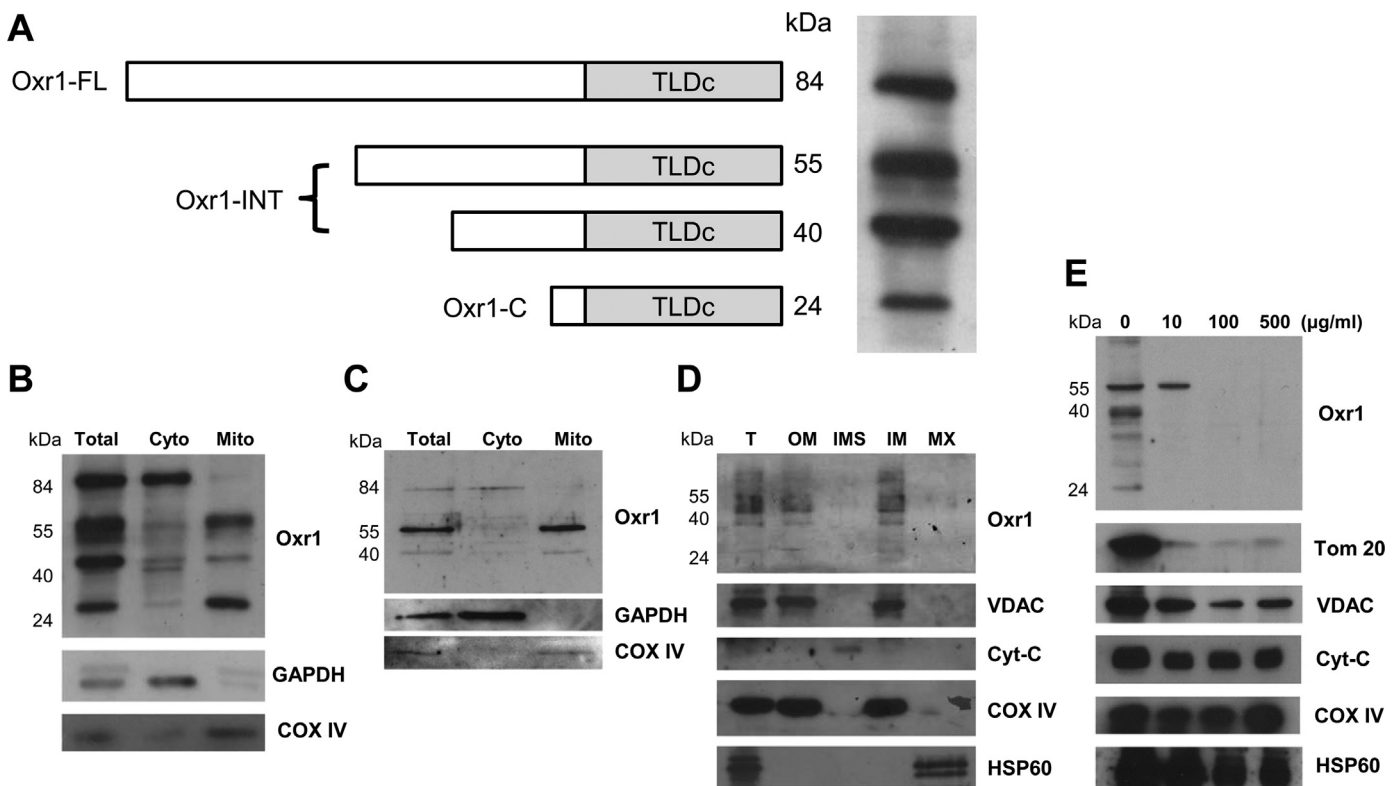 A
kDa
Oxr1-FL
TLDc
84
Oxr1-INT
TLDc
55
TLDc
40
Oxr1-C
TLDc
24
B
kDa Total Cyto Mito
84
55
40
24
Oxr1
GAPDH
COX IV
C
kDa Total Cyto Mito
84
55
40
Oxr1
GAPDH
COX IV
D
kDa T OM IMS IM MX
55
40
24
Oxr1
VDAC
Cyt-C
COX IV
HSP60
E
kDa 0 10 100 500 (µg/ml)
55
40
24
Oxr1
Tom 20
VDAC
Cyt-C
COX IV
HSP60